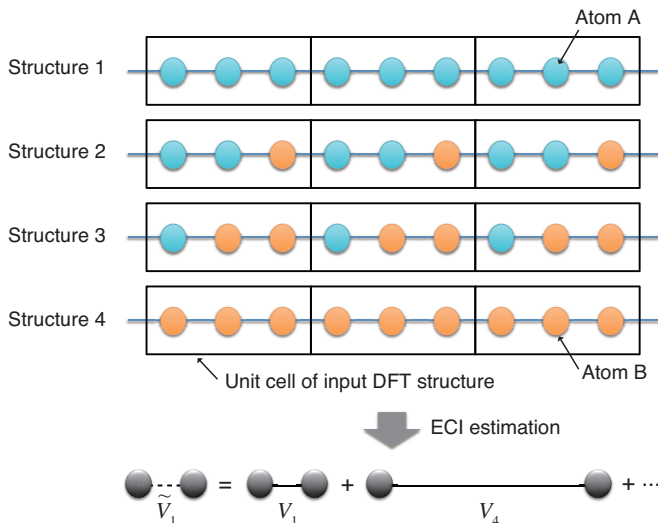 Atom A
Structure 1
Structure 2
Structure 3
Structure 4
Unit cell of input DFT structure
Atom B
ECI estimation
= + + ...
Ṽ₁ V₁ V₄